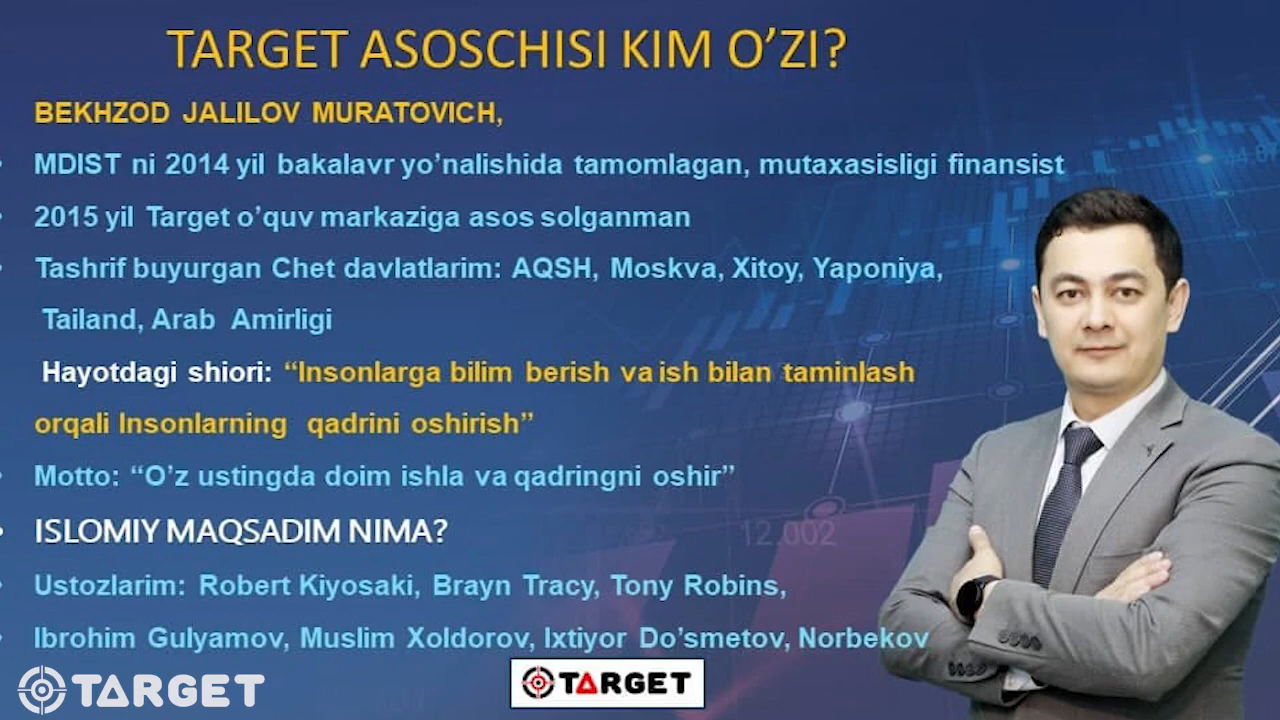 TARGET ASOSCHISI KIM O’ZI?
BEKHZOD JALILOV MURATOVICH,
• MDIST ni 2014 yil bakalavr yo’nalishida tamomlagan, mutaxasisligi finansist
• 2015 yil Target o’quv markaziga asos solganman
• Tashrif buyurgan Chet davlatlarim: AQSH, Moskva, Xitoy, Yaponiya,
Tailand, Arab Amirligi
Hayotdagi shiori: “Insonlarga bilim berish va ish bilan taminlash
orqali Insonlarning qadrini oshirish”
• Motto: “O’z ustingda doim ishla va qadringni oshir”
• ISLOMIY MAQSADIM NIMA?
• Ustozlarim: Robert Kiyosaki, Brayn Tracy, Tony Robins,
• Ibrohim Gulyamov, Muslim Xoldorov, Ixtiyor Do’smetov, Norbekov
12.002
TARGET
TARGET